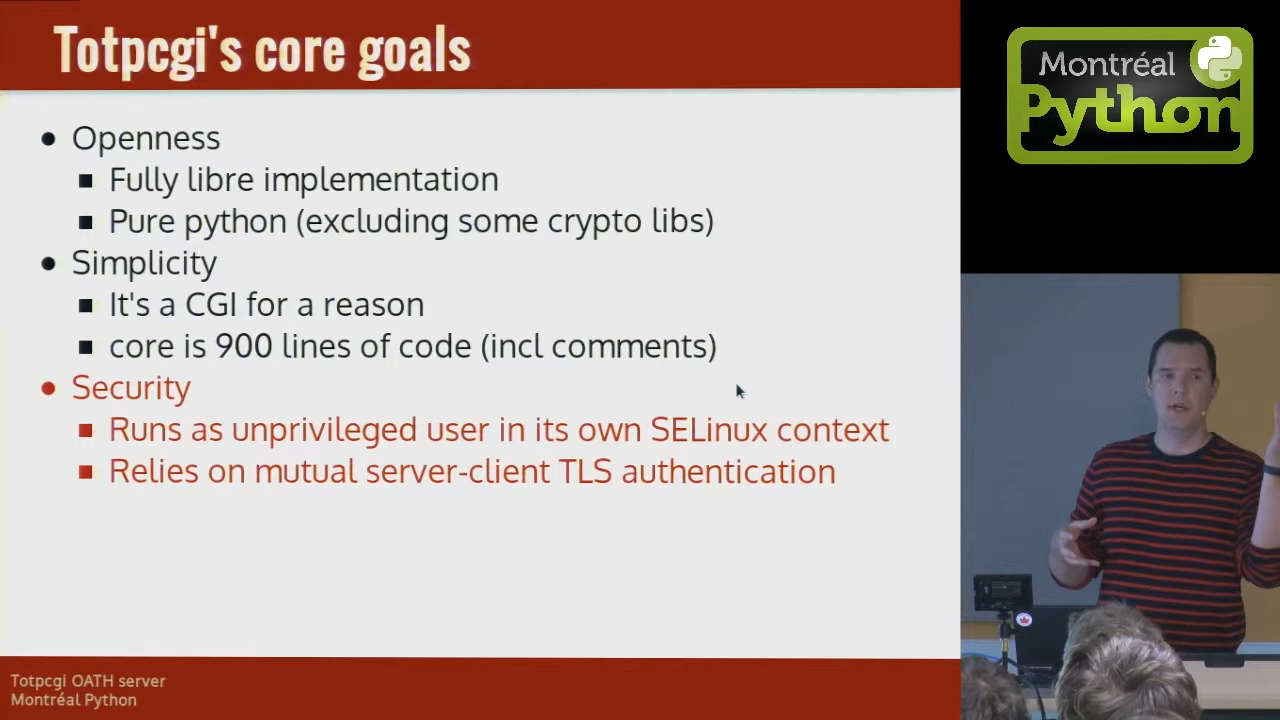 Totpcgi's core goals
Openness
Fully libre implementation
Pure python (excluding some crypto libs)
Simplicity
It's a CGI for a reason
core is 900 lines of code (incl comments)
Security
Runs as unprivileged user in its own SELinux context
Relies on mutual server-client TLS authentication
Totpcgi OATH server
Montréal Python
Montréal
Python